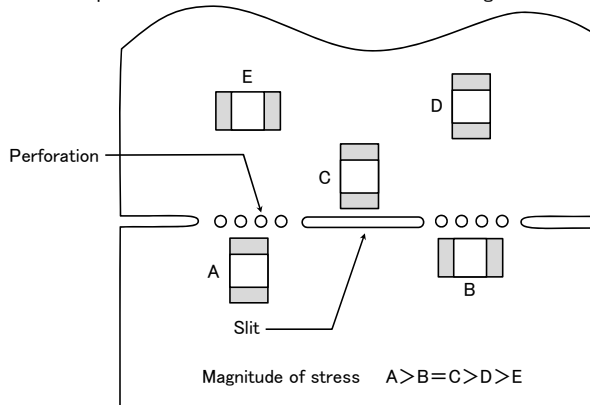 E
D
Perforation
C
A
B
Slit
Magnitude of stress A＞B＝C＞D＞E